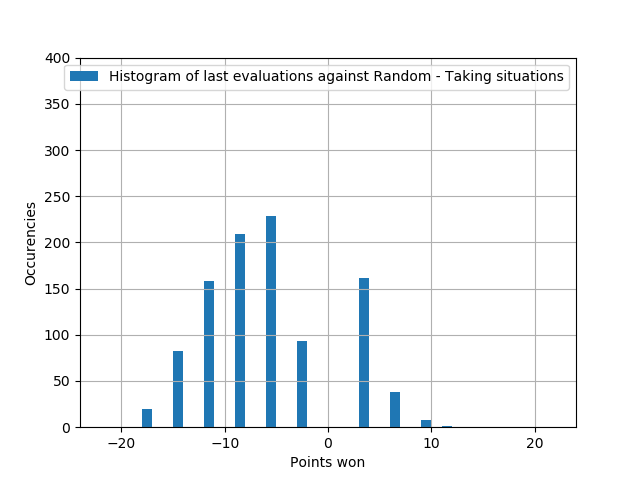 Histogram of last evaluations against Random - Taking situations
400
350
300
250
200
150
100
50
0
Occurencies
−20 −10 0 10 20
Points won